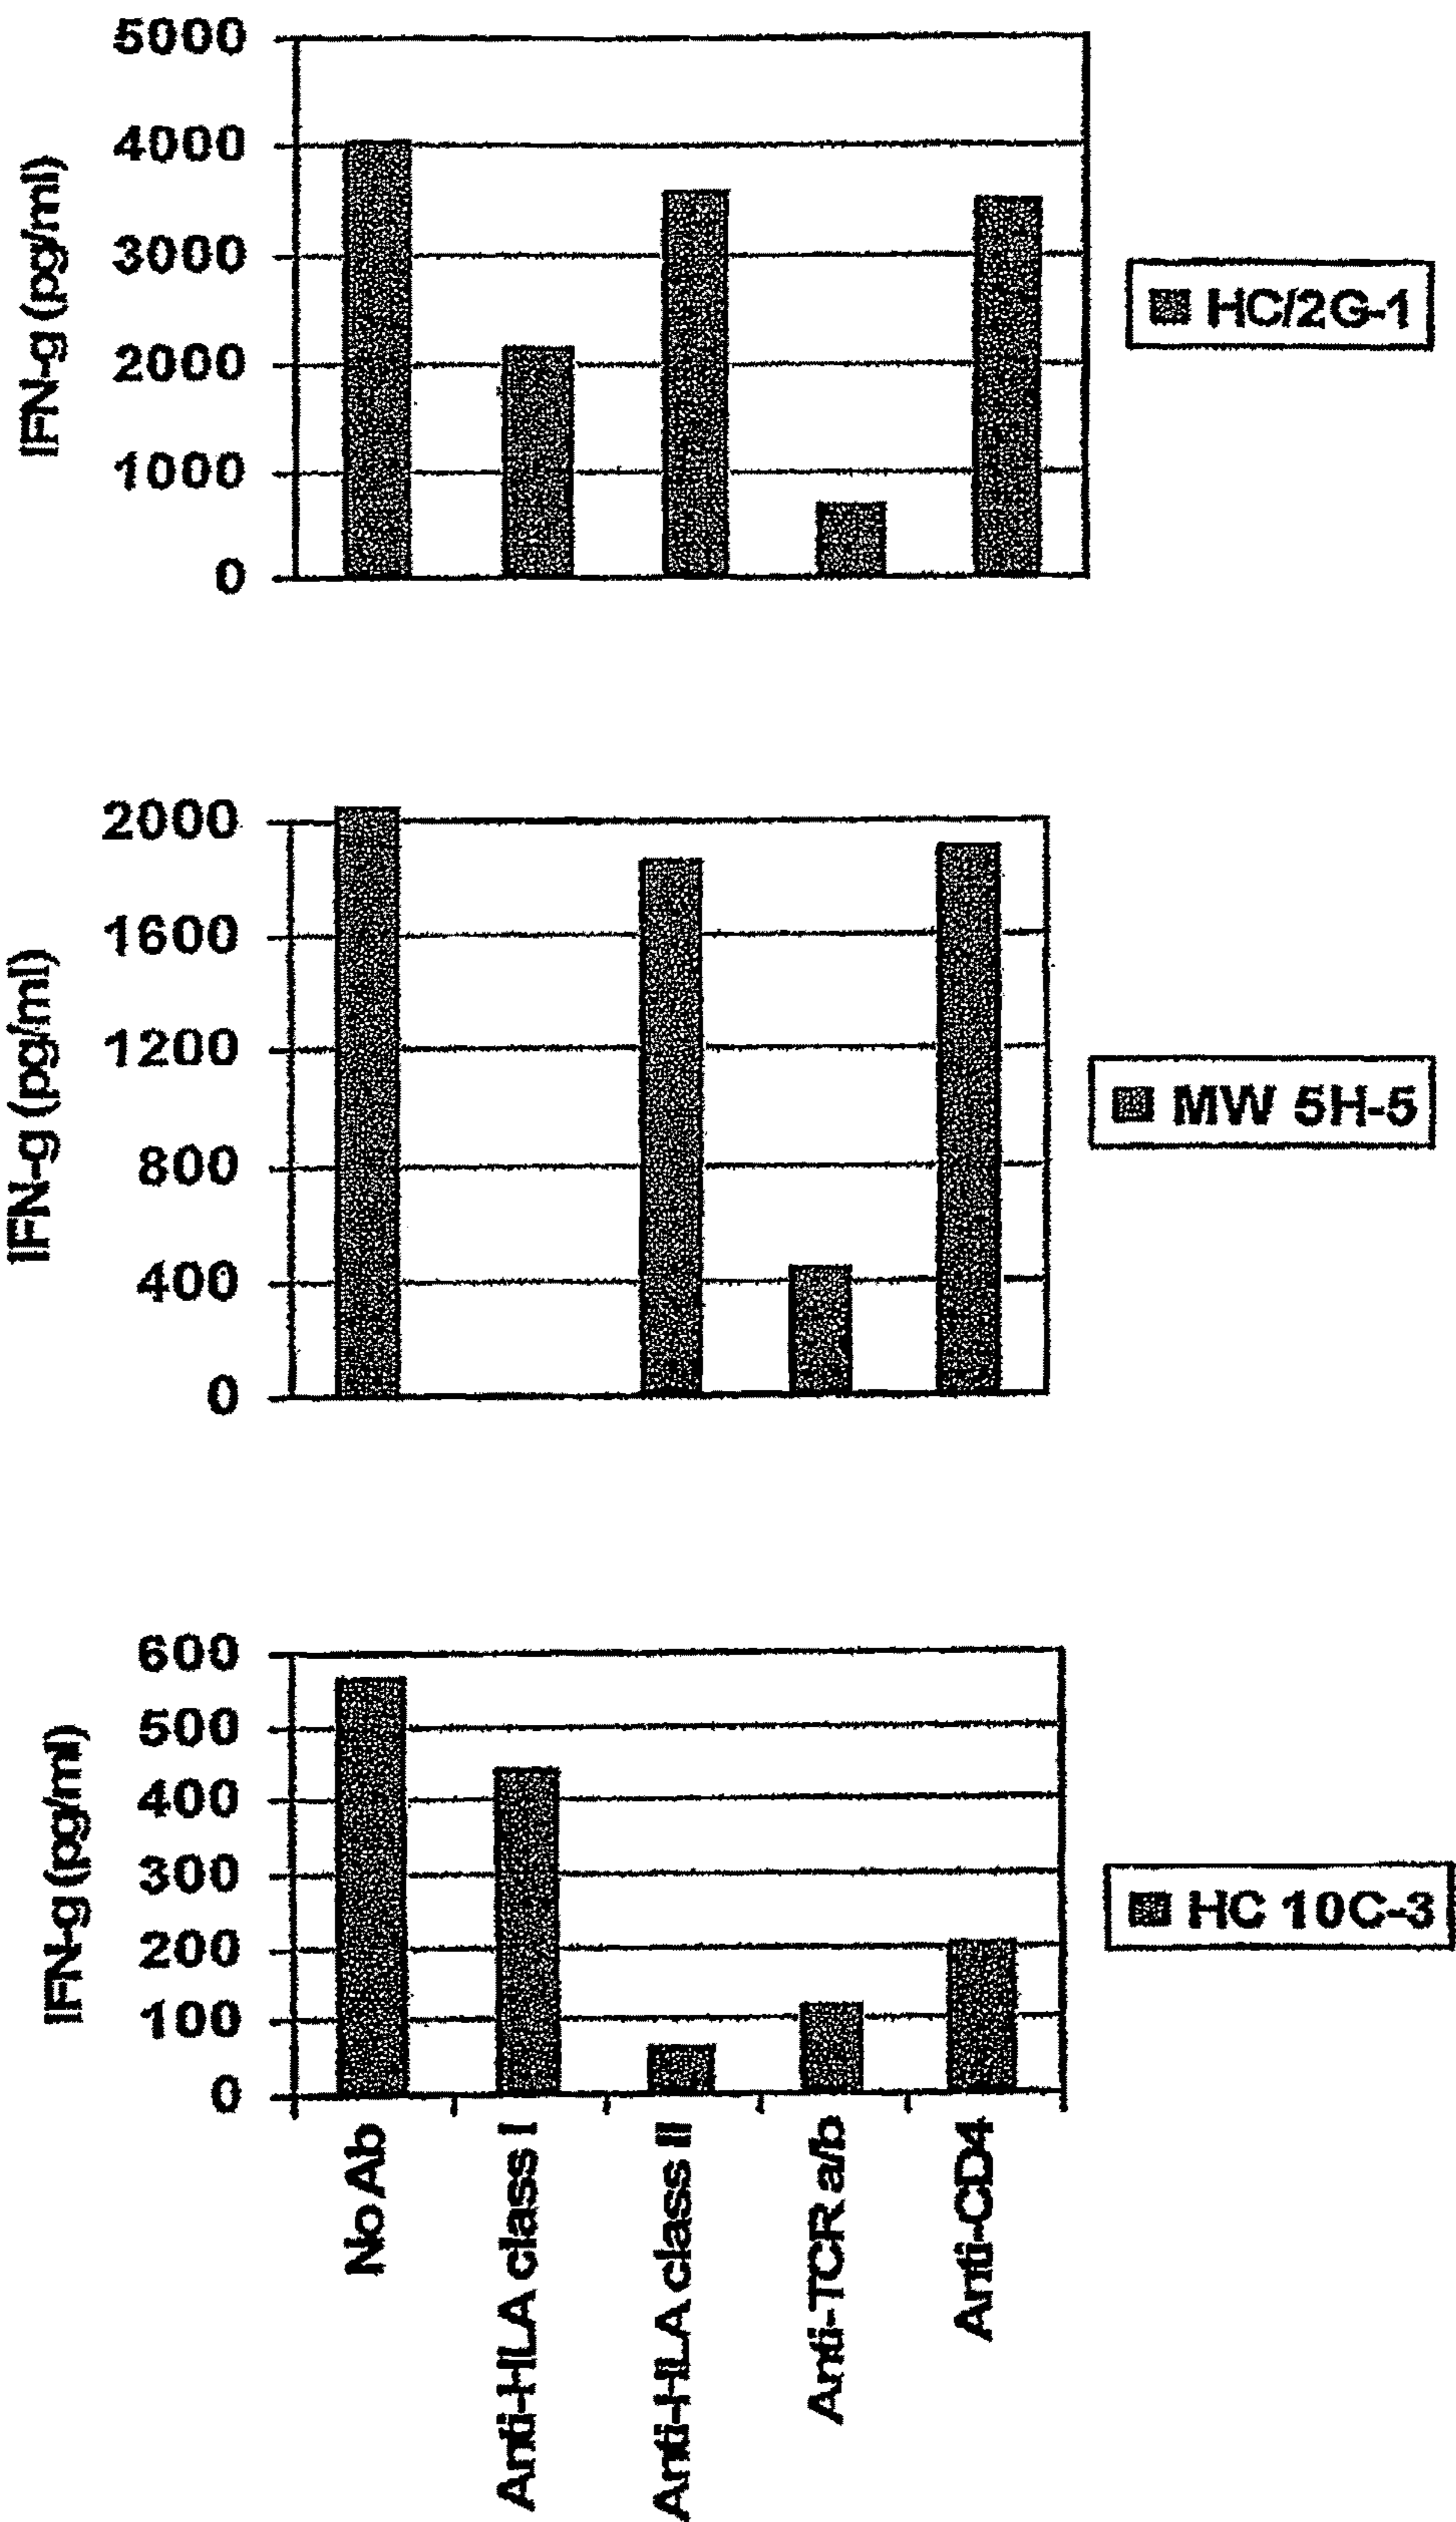 IFN-g (pg/ml)
5000
4000
3000
2000
1000
0
HC/2G-1
IFN-g (pg/ml)
2000
1600
1200
800
400
0
MW 5H-5
IFN-g (pg/ml)
600
500
400
300
200
100
0
HC 10C-3
No Ab
Anti-HLA class I
Anti-HLA class II
Anti-TCR a/b
Anti-CD4